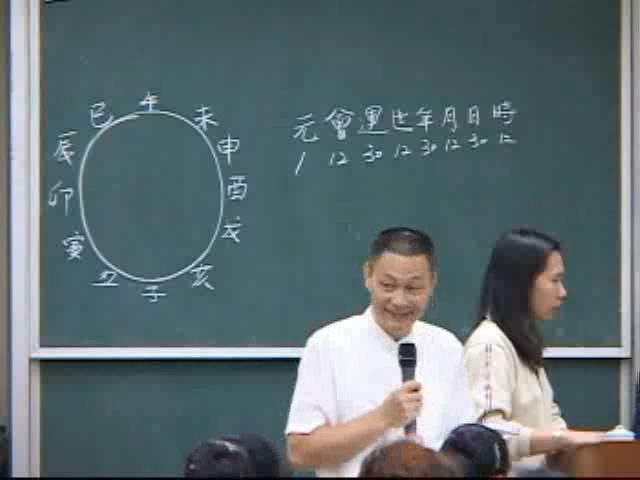 元會運世年月日時
1 12 30 12 30 12 30 12
午
巳 未
辰 申
卯 酉
寅 戌
丑 亥
子